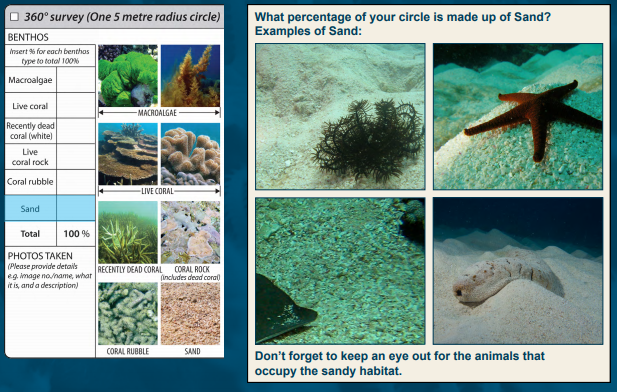 360° survey (One 5 metre radius circle)
BENTHOS
Insert % for each benthos
type to total 100%
Macroalgae
Live coral
Recently dead
coral (white)
Live
coral rock
Coral rubble
Sand
Total 100 %
PHOTOS TAKEN
(Please provide details
e.g. image no./name, what
it is, and a description)
MACROALGAE
LIVE CORAL
RECENTLY DEAD CORAL
CORAL ROCK
(includes dead coral)
CORAL RUBBLE
SAND
What percentage of your circle is made up of Sand?
Examples of Sand:
Don't forget to keep an eye out for the animals that
occupy the sandy habitat.